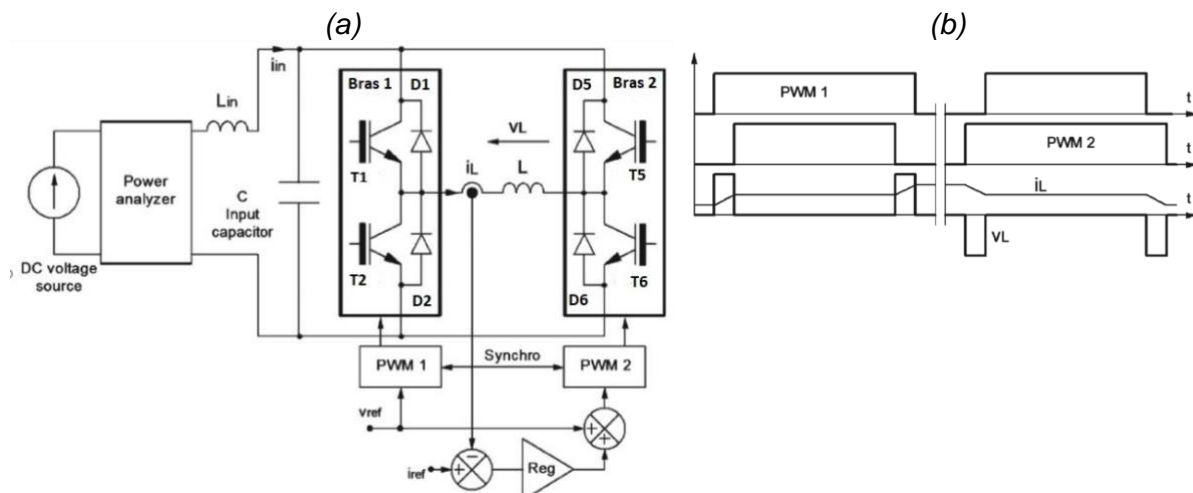 (a)
(b)
iin
Lin
Power
analyzer
C
Input
capacitor
DC voltage
source
Bras 1
D1
T1
T2
D2
VL
iL
L
D5
Bras 2
T5
T6
D6
PWM 1
Synchro
PWM 2
vref
iref
Reg
+
+
+
−
PWM 1
t
PWM 2
t
iL
t
VL